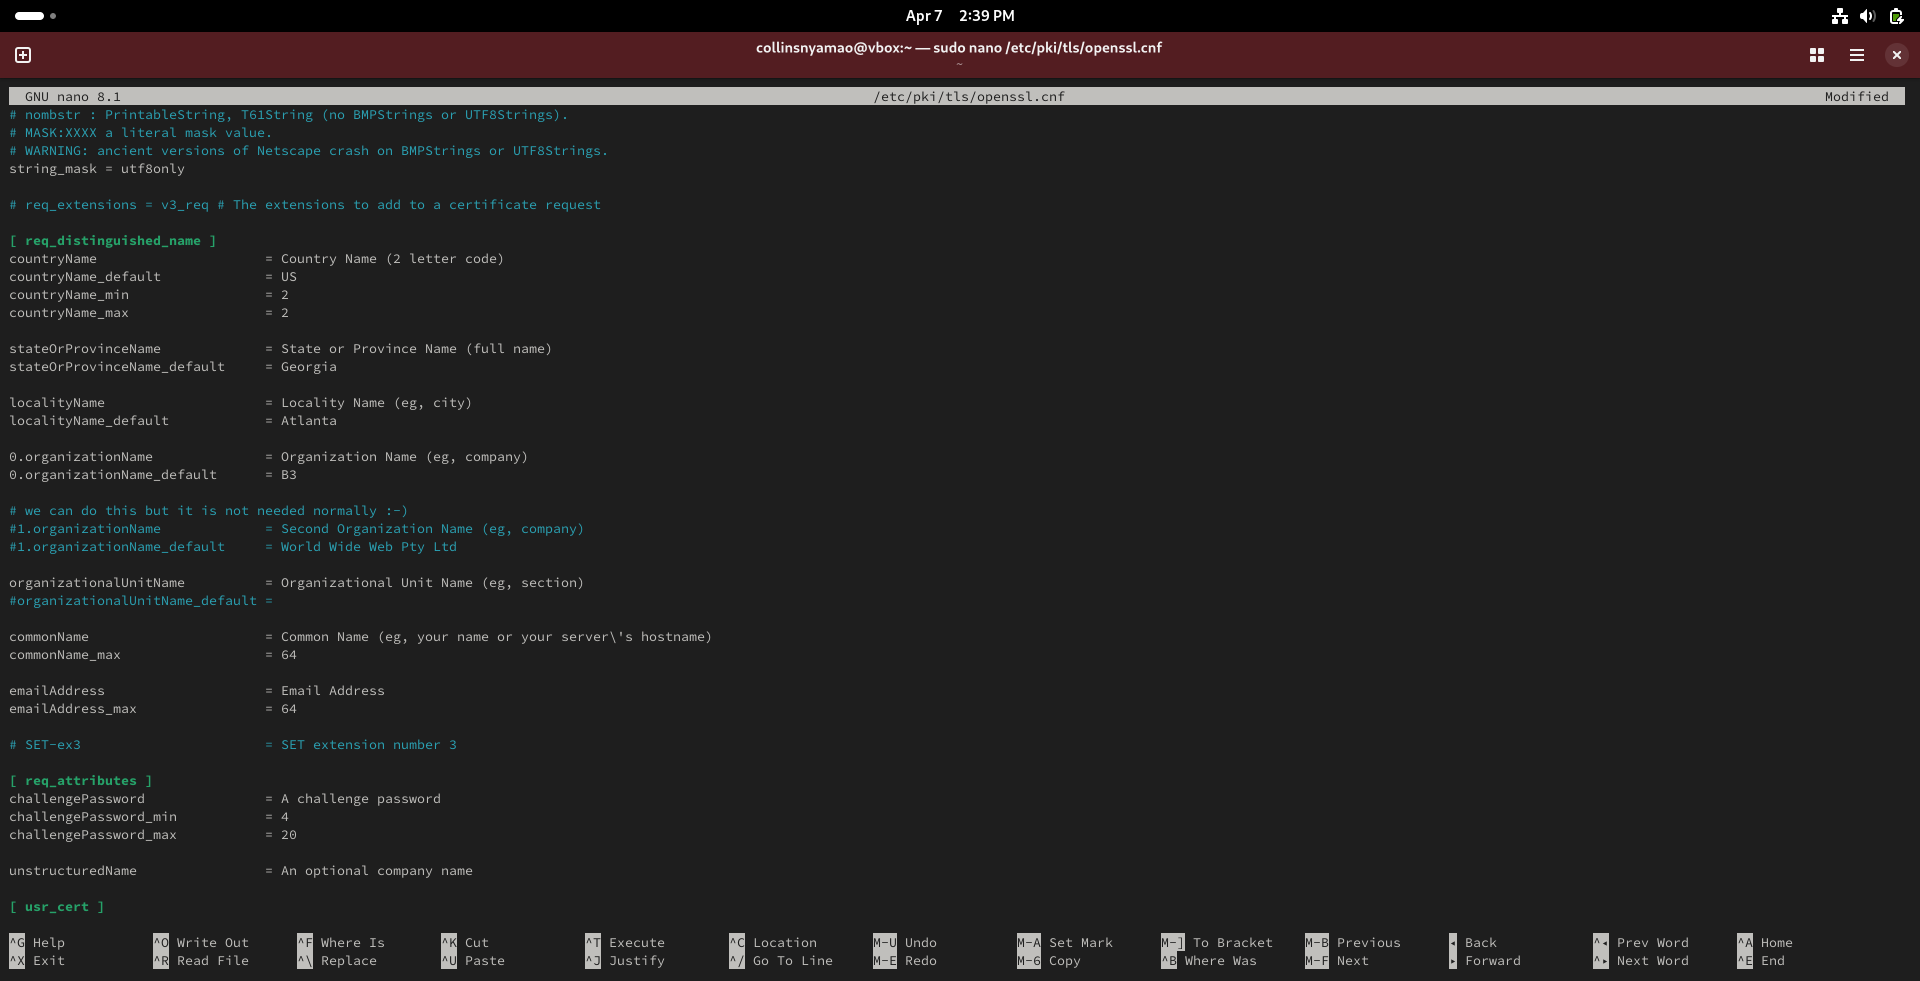 Apr 7 2:39 PM
collinsnyamao@vbox:~ — sudo nano /etc/pki/tls/openssl.cnf
~
GNU nano 8.1 /etc/pki/tls/openssl.cnf Modified
# nombstr : PrintableString, T61String (no BMPStrings or UTF8Strings).
# MASK:XXXX a literal mask value.
# WARNING: ancient versions of Netscape crash on BMPStrings or UTF8Strings.
string_mask = utf8only
# req_extensions = v3_req # The extensions to add to a certificate request
[ req_distinguished_name ]
countryName = Country Name (2 letter code)
countryName_default = US
countryName_min = 2
countryName_max = 2
stateOrProvinceName = State or Province Name (full name)
stateOrProvinceName_default = Georgia
localityName = Locality Name (eg, city)
localityName_default = Atlanta
0.organizationName = Organization Name (eg, company)
0.organizationName_default = B3
# we can do this but it is not needed normally :-)
#1.organizationName = Second Organization Name (eg, company)
#1.organizationName_default = World Wide Web Pty Ltd
organizationalUnitName = Organizational Unit Name (eg, section)
#organizationalUnitName_default =
commonName = Common Name (eg, your name or your server\'s hostname)
commonName_max = 64
emailAddress = Email Address
emailAddress_max = 64
# SET-ex3 = SET extension number 3
[ req_attributes ]
challengePassword = A challenge password
challengePassword_min = 4
challengePassword_max = 20
unstructuredName = An optional company name
[ usr_cert ]
^G Help ^O Write Out ^F Where Is ^K Cut ^T Execute ^C Location M-U Undo M-A Set Mark M-] To Bracket M-B Previous ◂ Back ^◂ Prev Word ^A Home
^X Exit ^R Read File ^\ Replace ^U Paste ^J Justify ^/ Go To Line M-E Redo M-6 Copy ^B Where Was M-F Next ▸ Forward ^▸ Next Word ^E End